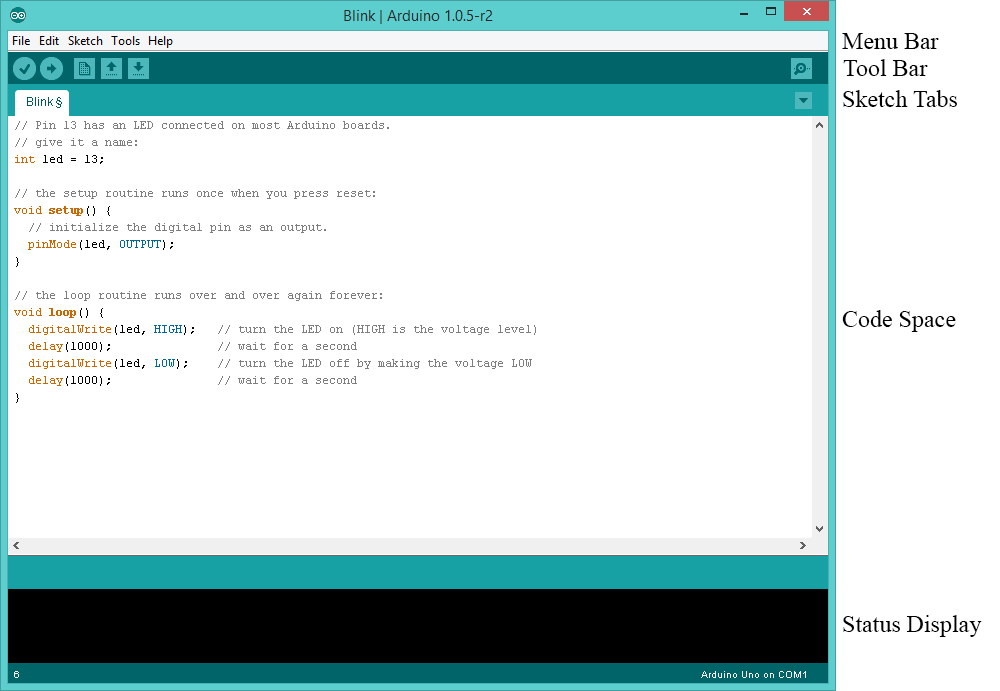 Blink | Arduino 1.0.5-r2
File Edit Sketch Tools Help
Menu Bar
Tool Bar
Blink §
Sketch Tabs
// Pin 13 has an LED connected on most Arduino boards.
// give it a name:
int led = 13;
// the setup routine runs once when you press reset:
void setup() {
  // initialize the digital pin as an output.
  pinMode(led, OUTPUT);
}
// the loop routine runs over and over again forever:
void loop() {
  digitalWrite(led, HIGH);   // turn the LED on (HIGH is the voltage level)
  delay(1000);               // wait for a second
  digitalWrite(led, LOW);    // turn the LED off by making the voltage LOW
  delay(1000);               // wait for a second
}
Code Space
Status Display
6
Arduino Uno on COM1